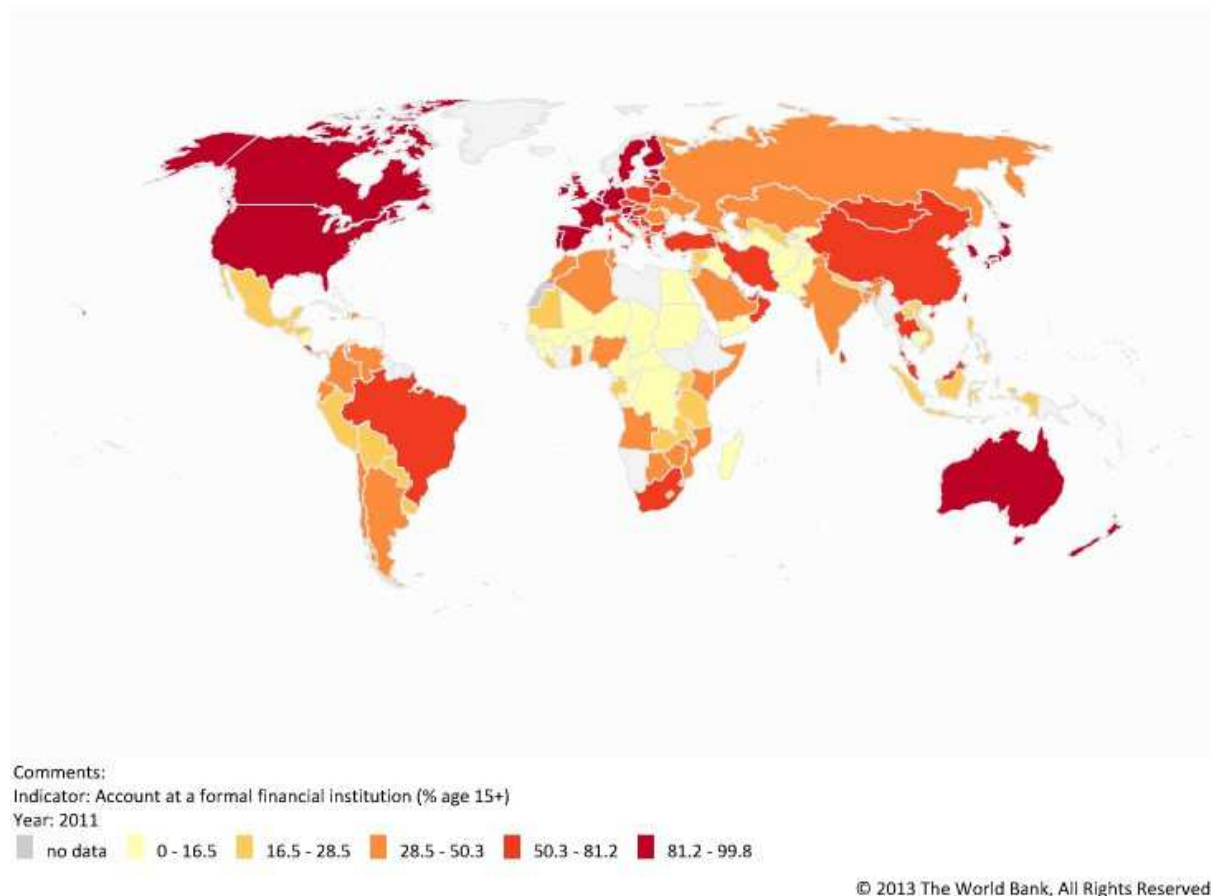 Comments:
Indicator: Account at a formal financial institution (% age 15+)
Year: 2011
no data 0 - 16.5 16.5 - 28.5 28.5 - 50.3 50.3 - 81.2 81.2 - 99.8
© 2013 The World Bank, All Rights Reserved